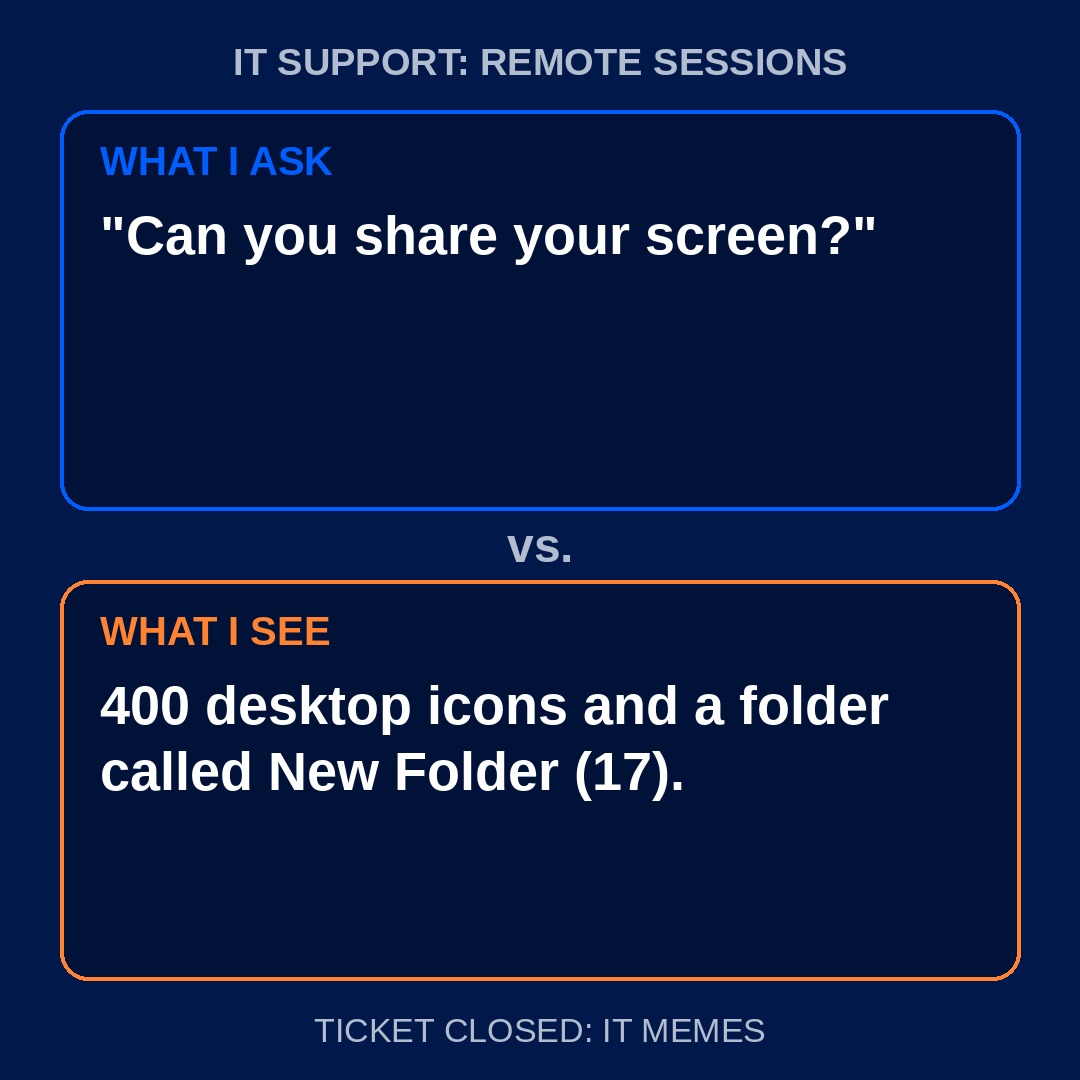 IT SUPPORT: REMOTE SESSIONS
WHAT I ASK
"Can you share your screen?"
vs.
WHAT I SEE
400 desktop icons and a folder
called New Folder (17).
TICKET CLOSED: IT MEMES